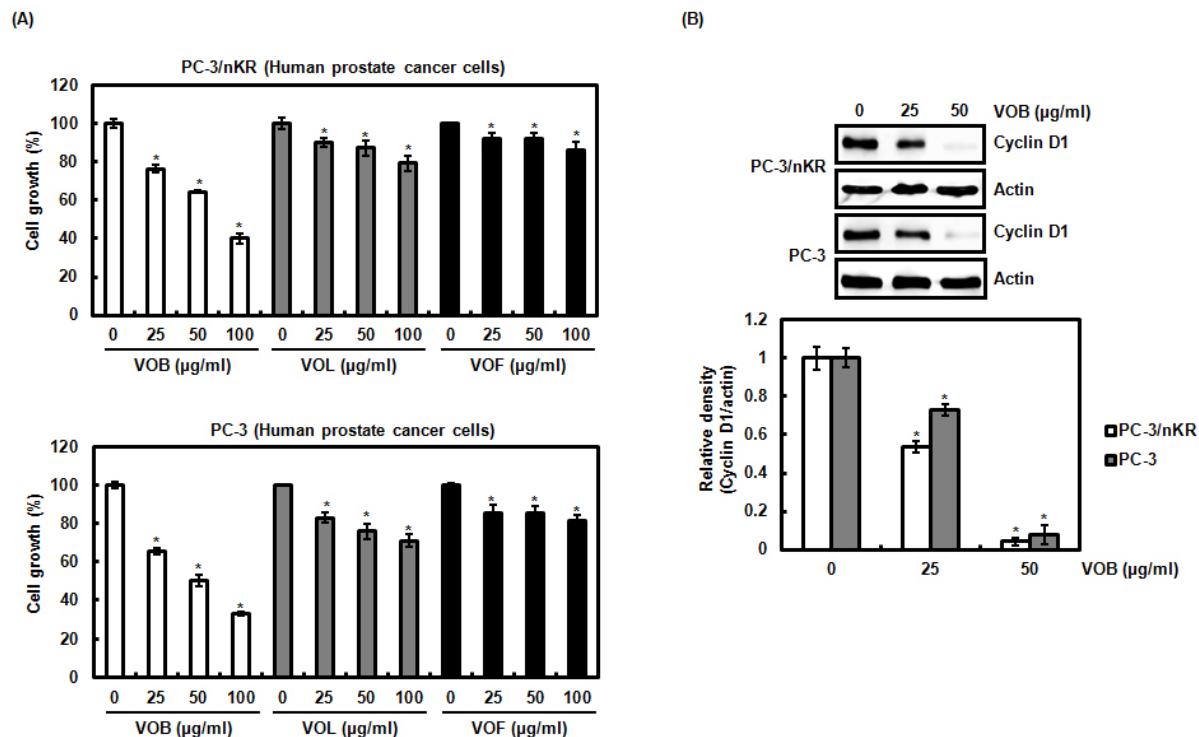 (A)
PC-3/nKR (Human prostate cancer cells)
120
100
80
60
40
20
0
Cell growth (%)
* * * * * * * * *
0 25 50 100 0 25 50 100 0 25 50 100
VOB (µg/ml) VOL (µg/ml) VOF (µg/ml)
PC-3 (Human prostate cancer cells)
120
100
80
60
40
20
0
Cell growth (%)
* * * * * * * * *
0 25 50 100 0 25 50 100 0 25 50 100
VOB (µg/ml) VOL (µg/ml) VOF (µg/ml)
(B)
0 25 50 VOB (µg/ml)
PC-3/nKR
Cyclin D1
Actin
PC-3
Cyclin D1
Actin
1.2
1
0.8
0.6
0.4
0.2
0
Relative density
(Cyclin D1/actin)
* * * *
PC-3/nKR
PC-3
0 25 50 VOB (µg/ml)